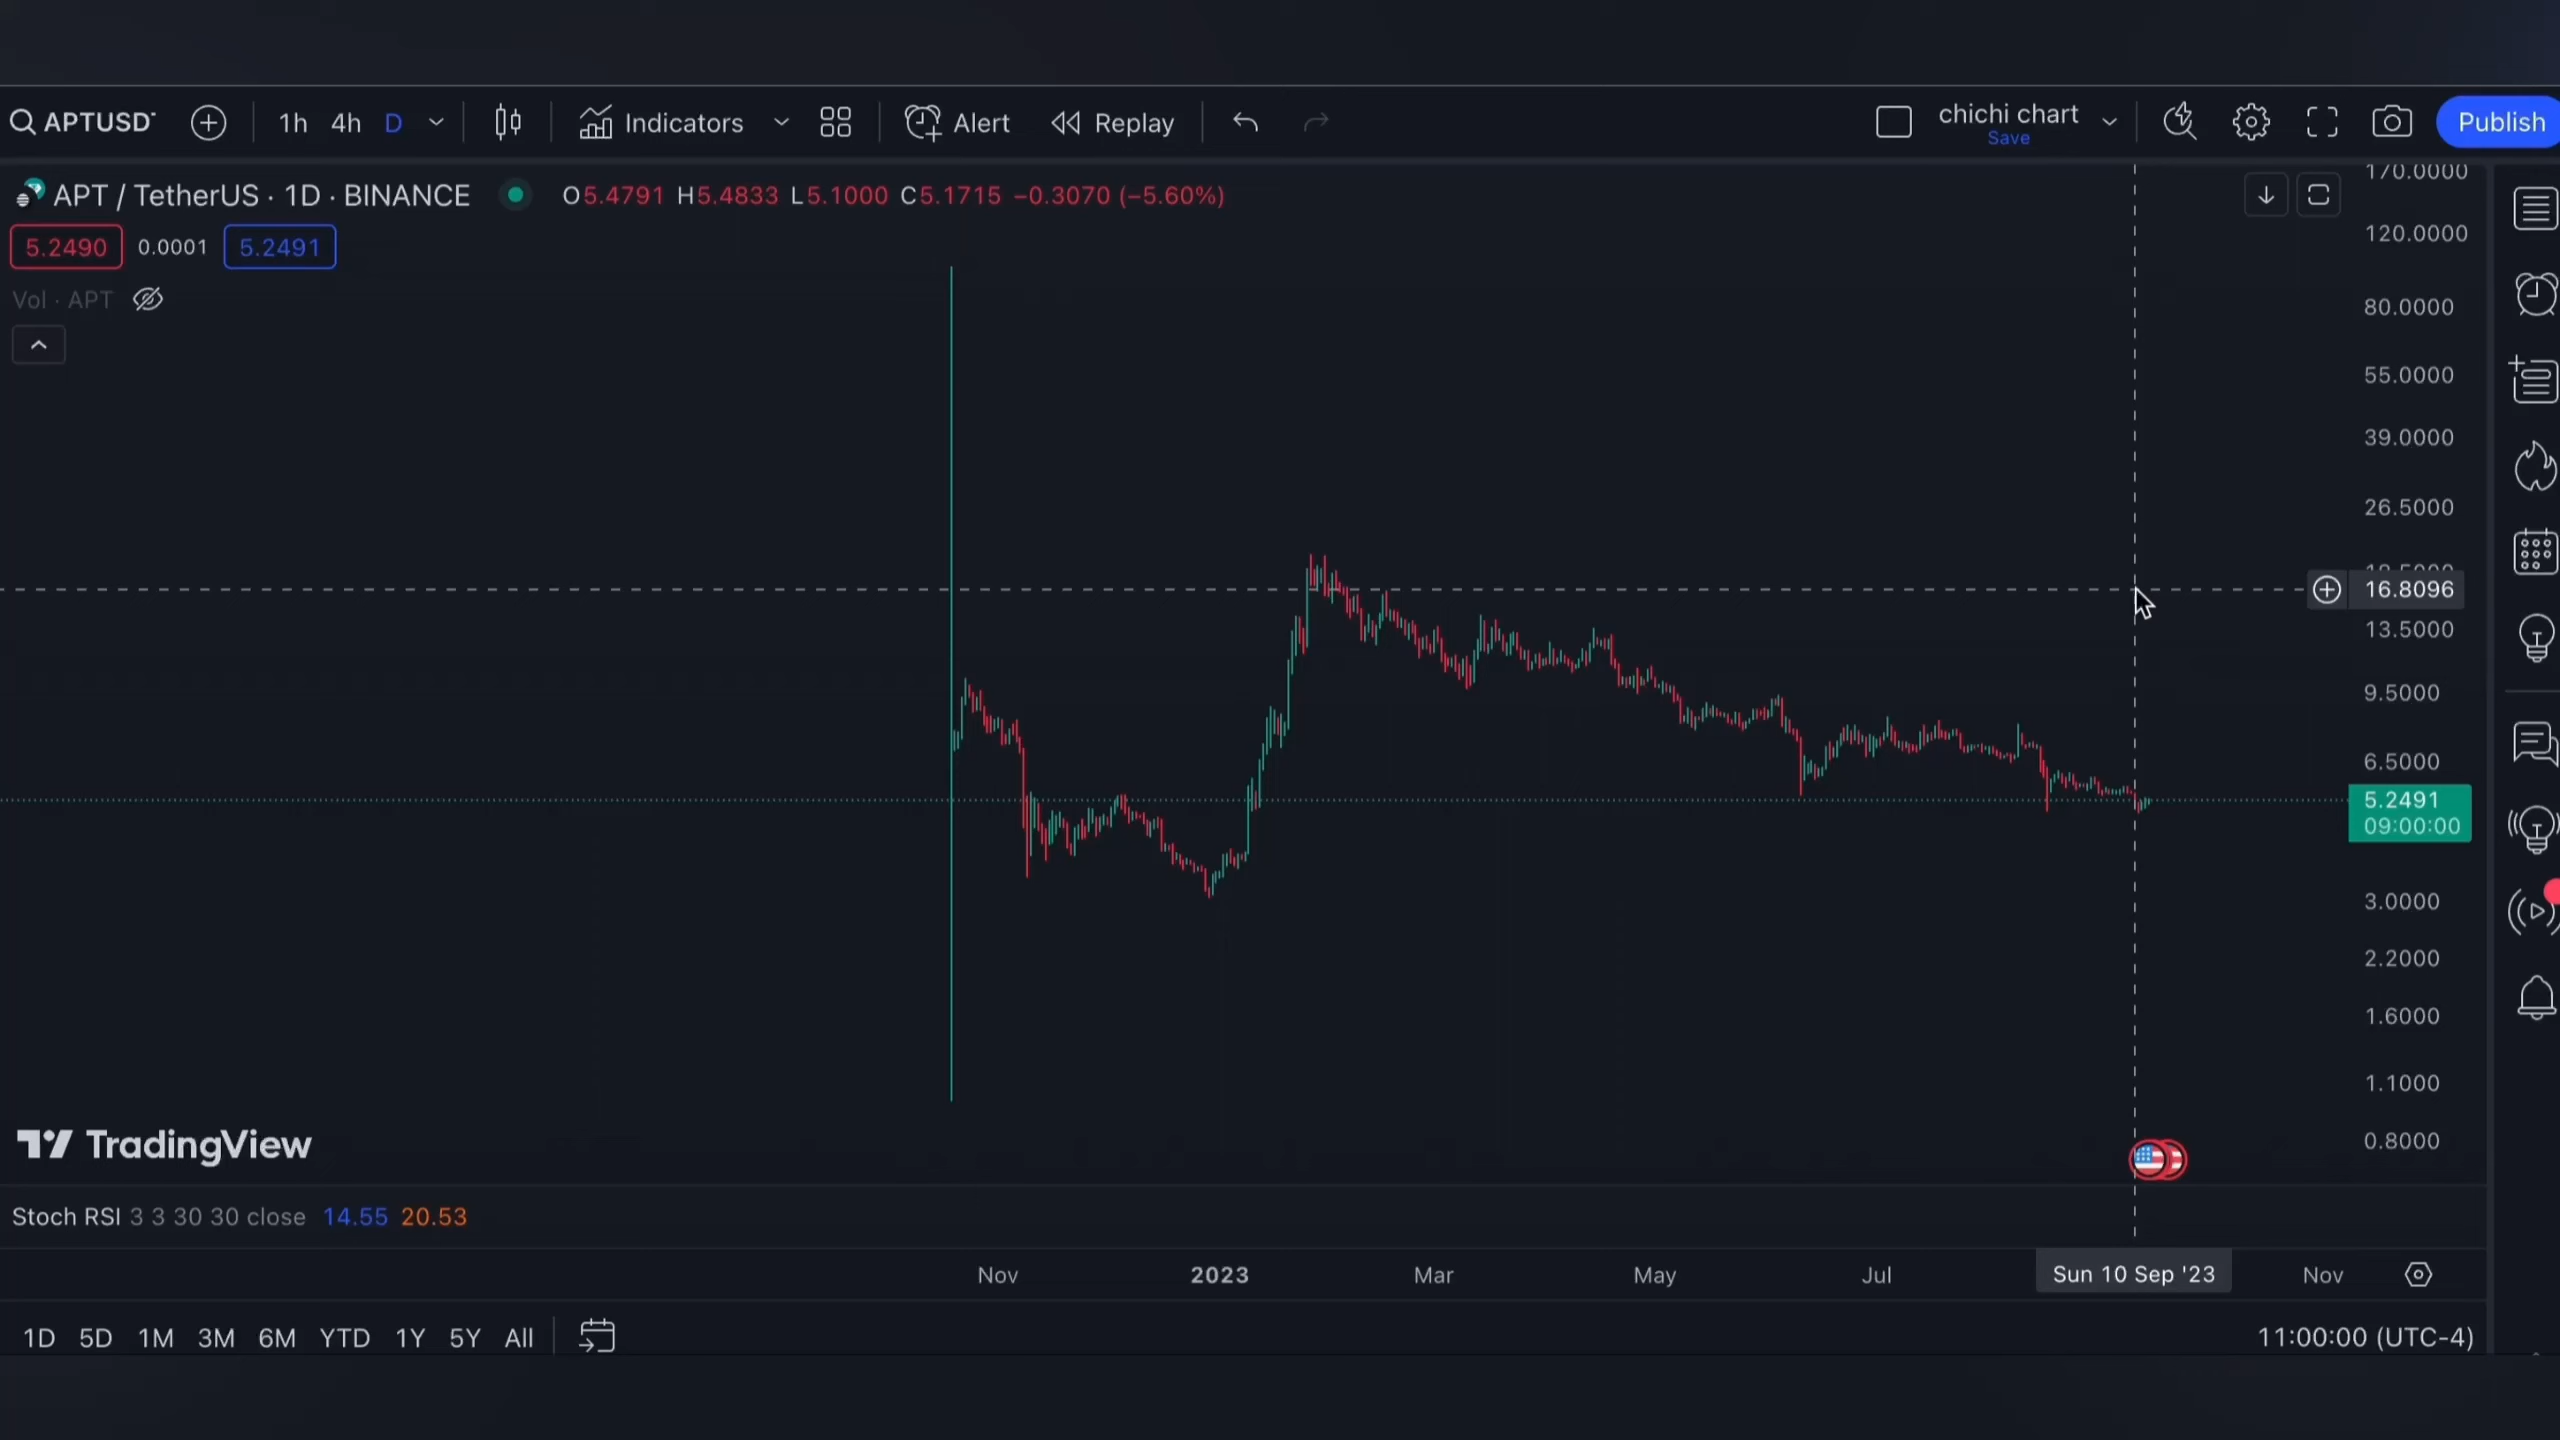 APTUSD
1h 4h D Indicators Alert Replay chichi chart Publish
Save
APT / TetherUS · 1D · BINANCE O5.4791 H5.4833 L5.1000 C5.1715 −0.3070 (−5.60%)
5.2490 0.0001 5.2491
Vol · APT
170.0000
120.0000
80.0000
55.0000
39.0000
26.5000
16.8096
13.5000
9.5000
6.5000
5.2491
09:00:00
3.0000
2.2000
1.6000
1.1000
0.8000
TradingView
Stoch RSI 3 3 30 30 close 14.55 20.53
Nov 2023 Mar May Jul Sun 10 Sep '23 Nov
1D 5D 1M 3M 6M YTD 1Y 5Y All 11:00:00 (UTC-4)